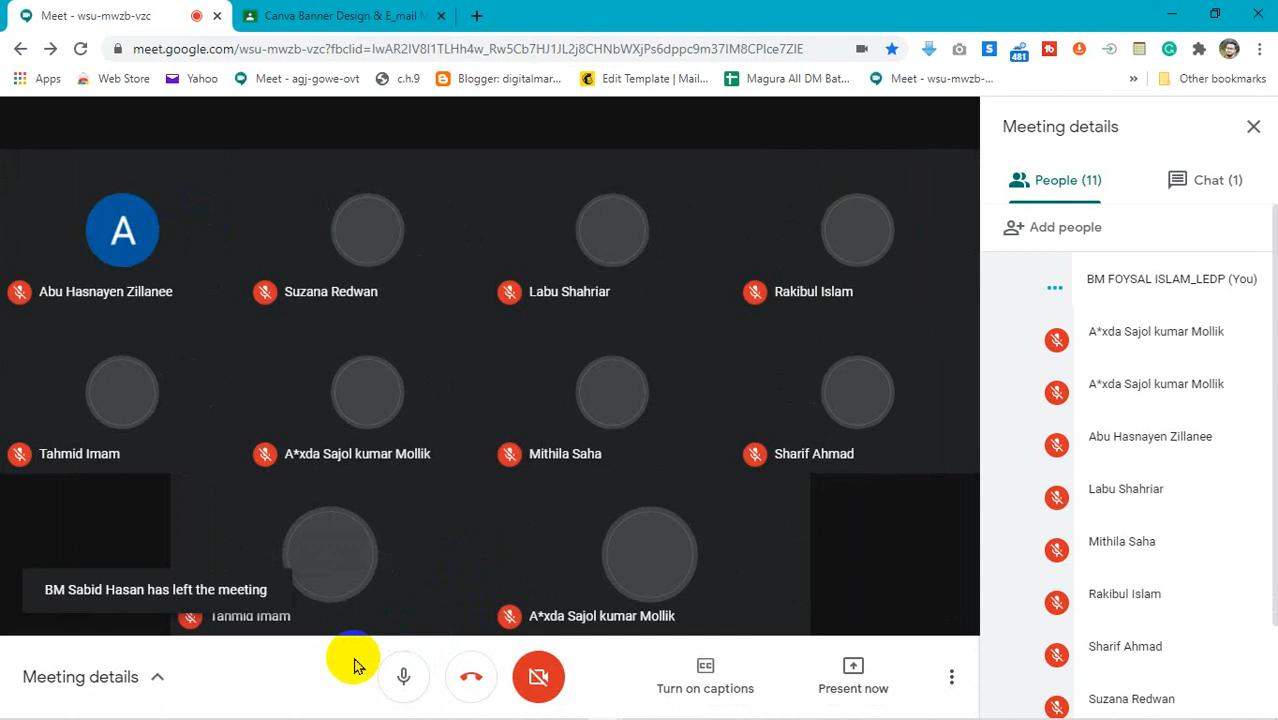 Meet - wsu-mwzb-vzc
Canva Banner Design & E_mail M
meet.google.com/wsu-mwzb-vzc?fbclid=IwAR2IV8I1TLHh4w_Rw5Cb7HJ1JL2j8CHNbWXjPs6dppc9m37IM8CPIce7ZIE
481
Apps
Web Store
Yahoo
Meet - agj-gowe-ovt
c.h.9
Blogger: digitalmar...
Edit Template | Mail...
Magura All DM Bat...
Meet - wsu-mwzb-...
»
Other bookmarks
Meeting details
People (11)
Chat (1)
Add people
A
Abu Hasnayen Zillanee
Suzana Redwan
Labu Shahriar
Rakibul Islam
Tahmid Imam
A*xda Sajol kumar Mollik
Mithila Saha
Sharif Ahmad
BM Sabid Hasan has left the meeting
Tahmid Imam
A*xda Sajol kumar Mollik
BM FOYSAL ISLAM_LEDP (You)
A*xda Sajol kumar Mollik
A*xda Sajol kumar Mollik
Abu Hasnayen Zillanee
Labu Shahriar
Mithila Saha
Rakibul Islam
Sharif Ahmad
Suzana Redwan
Meeting details
Turn on captions
Present now